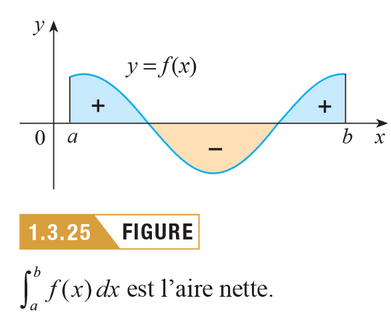 y
y = f(x)
+ +
0 a − b x
1.3.25 FIGURE
∫_a^b f(x) dx est l’aire nette.